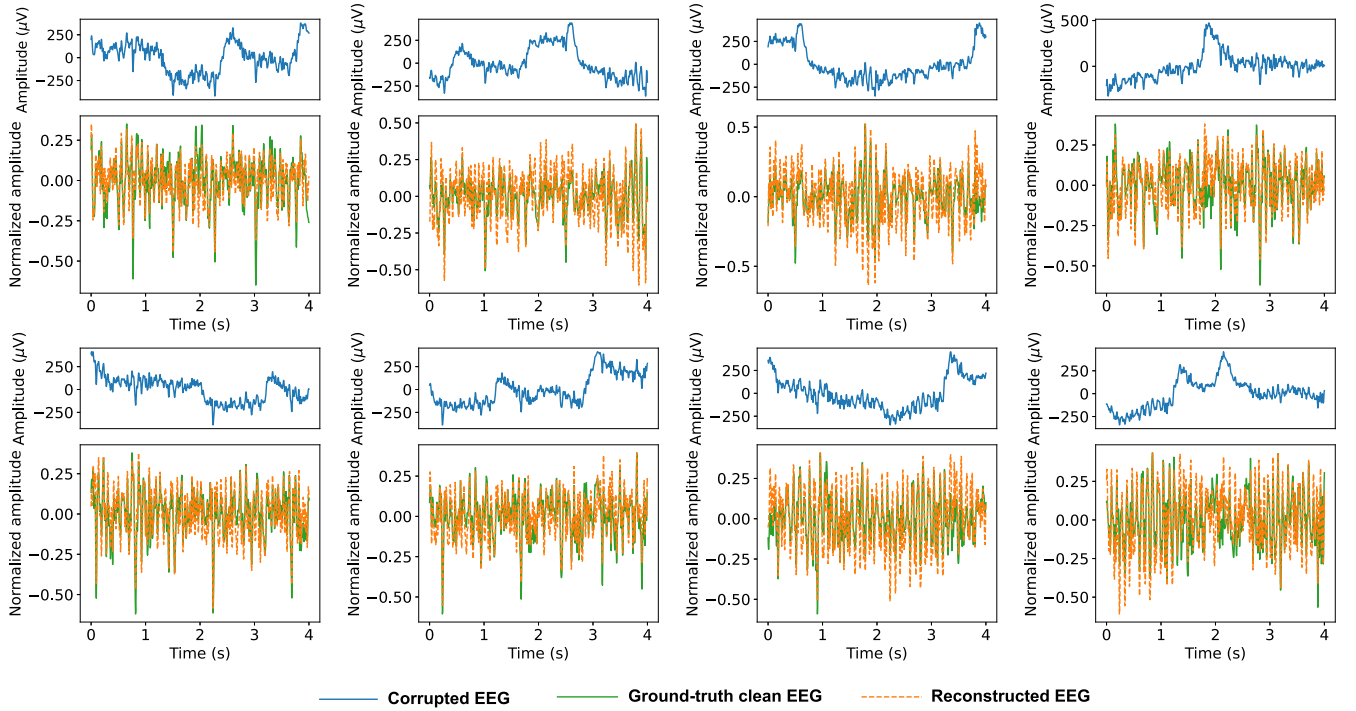 Amplitude (μV)
250
0
−250
Amplitude (μV)
250
0
−250
Amplitude (μV)
250
0
−250
Amplitude (μV)
500
0
Normalized amplitude
0.25
0.00
−0.25
−0.50
0 1 2 3 4
Time (s)
Normalized amplitude
0.50
0.25
0.00
−0.25
−0.50
0 1 2 3 4
Time (s)
Normalized amplitude
0.5
0.0
−0.5
0 1 2 3 4
Time (s)
Normalized amplitude
0.25
0.00
−0.25
−0.50
0 1 2 3 4
Time (s)
Amplitude (μV)
250
0
−250
Amplitude (μV)
250
0
−250
Amplitude (μV)
250
0
−250
Amplitude (μV)
250
0
−250
Normalized amplitude
0.25
0.00
−0.25
−0.50
0 1 2 3 4
Time (s)
Normalized amplitude
0.25
0.00
−0.25
−0.50
0 1 2 3 4
Time (s)
Normalized amplitude
0.25
0.00
−0.25
−0.50
0 1 2 3 4
Time (s)
Normalized amplitude
0.25
0.00
−0.25
−0.50
0 1 2 3 4
Time (s)
Corrupted EEG Ground-truth clean EEG Reconstructed EEG